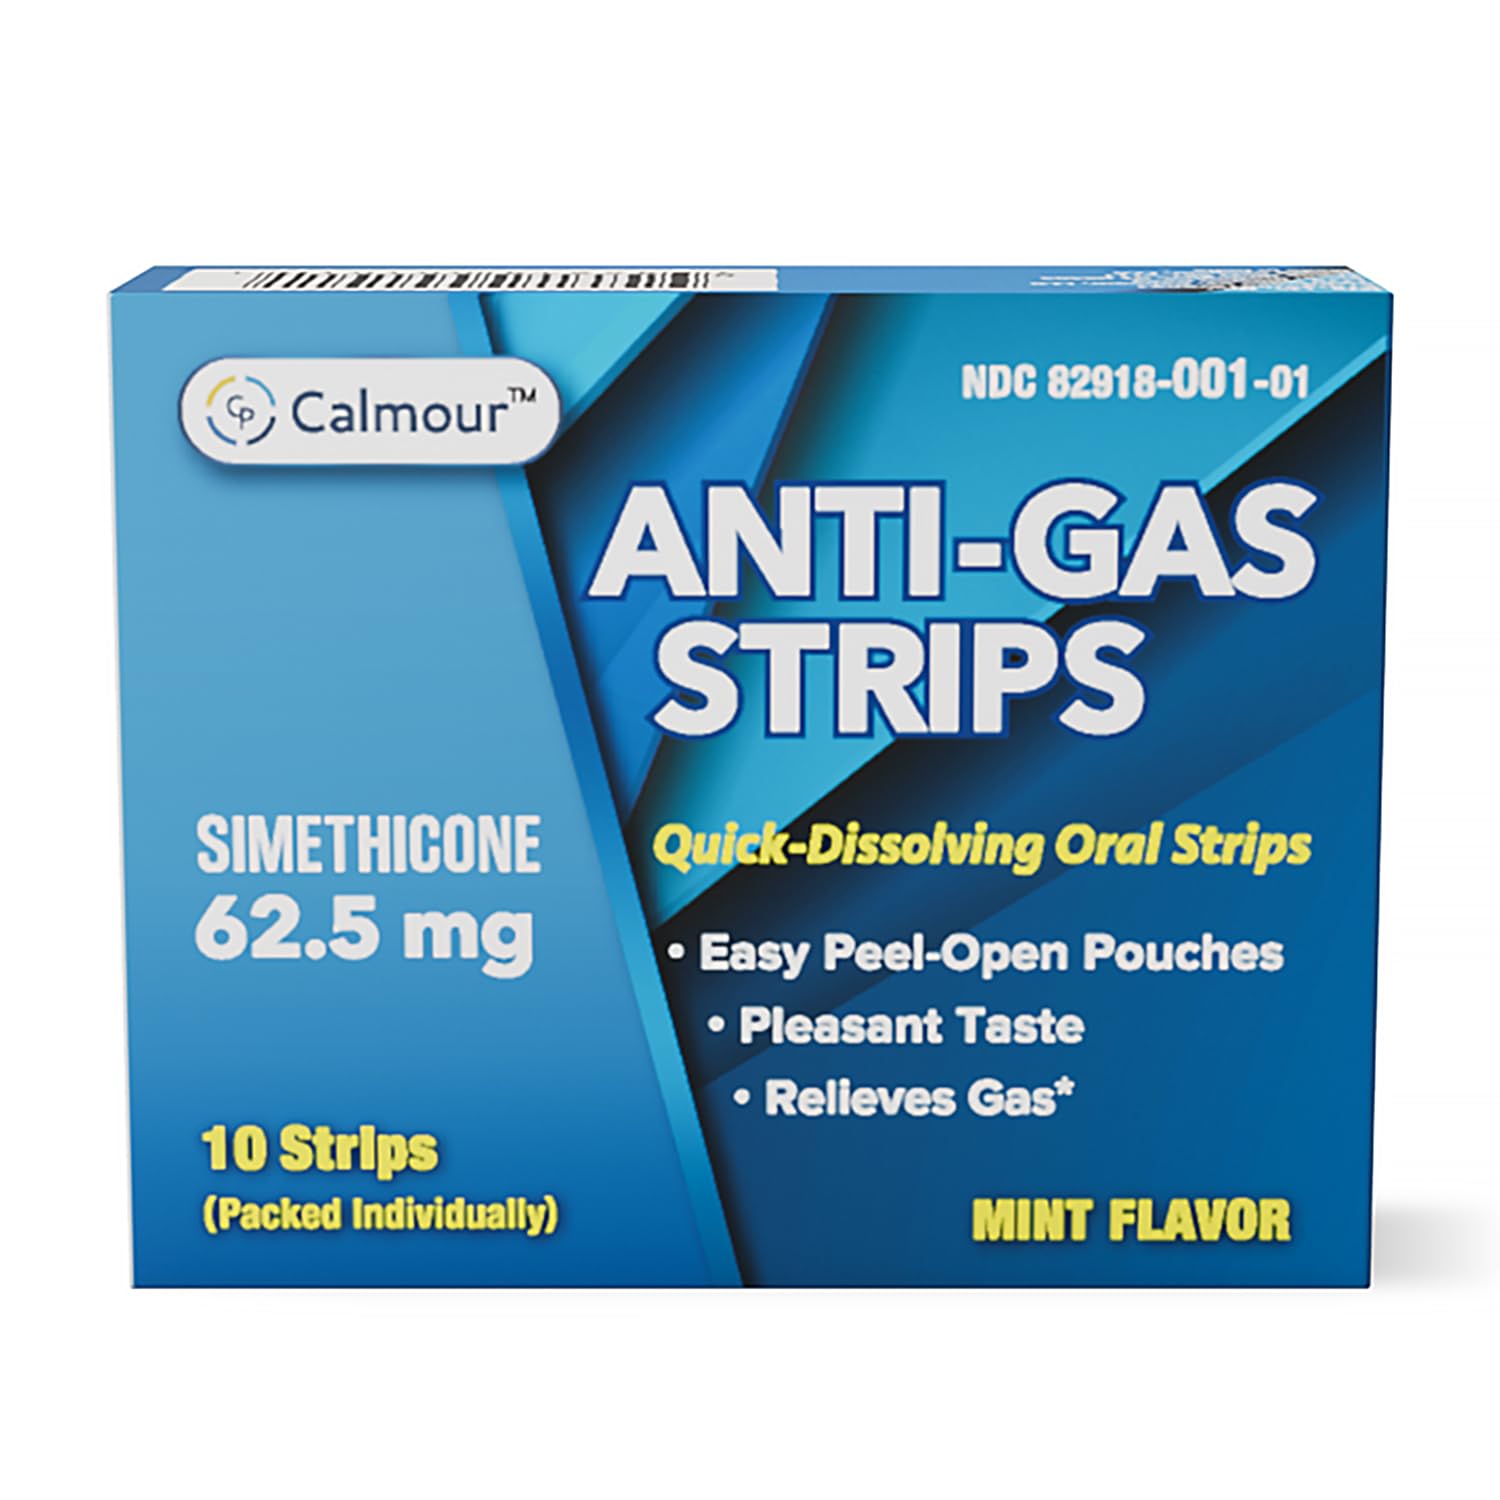 CP Calmour™
NDC 82918-001-01
ANTI-GAS
STRIPS
SIMETHICONE
62.5 mg
Quick-Dissolving Oral Strips
• Easy Peel-Open Pouches
• Pleasant Taste
• Relieves Gas*
10 Strips
(Packed Individually)
MINT FLAVOR